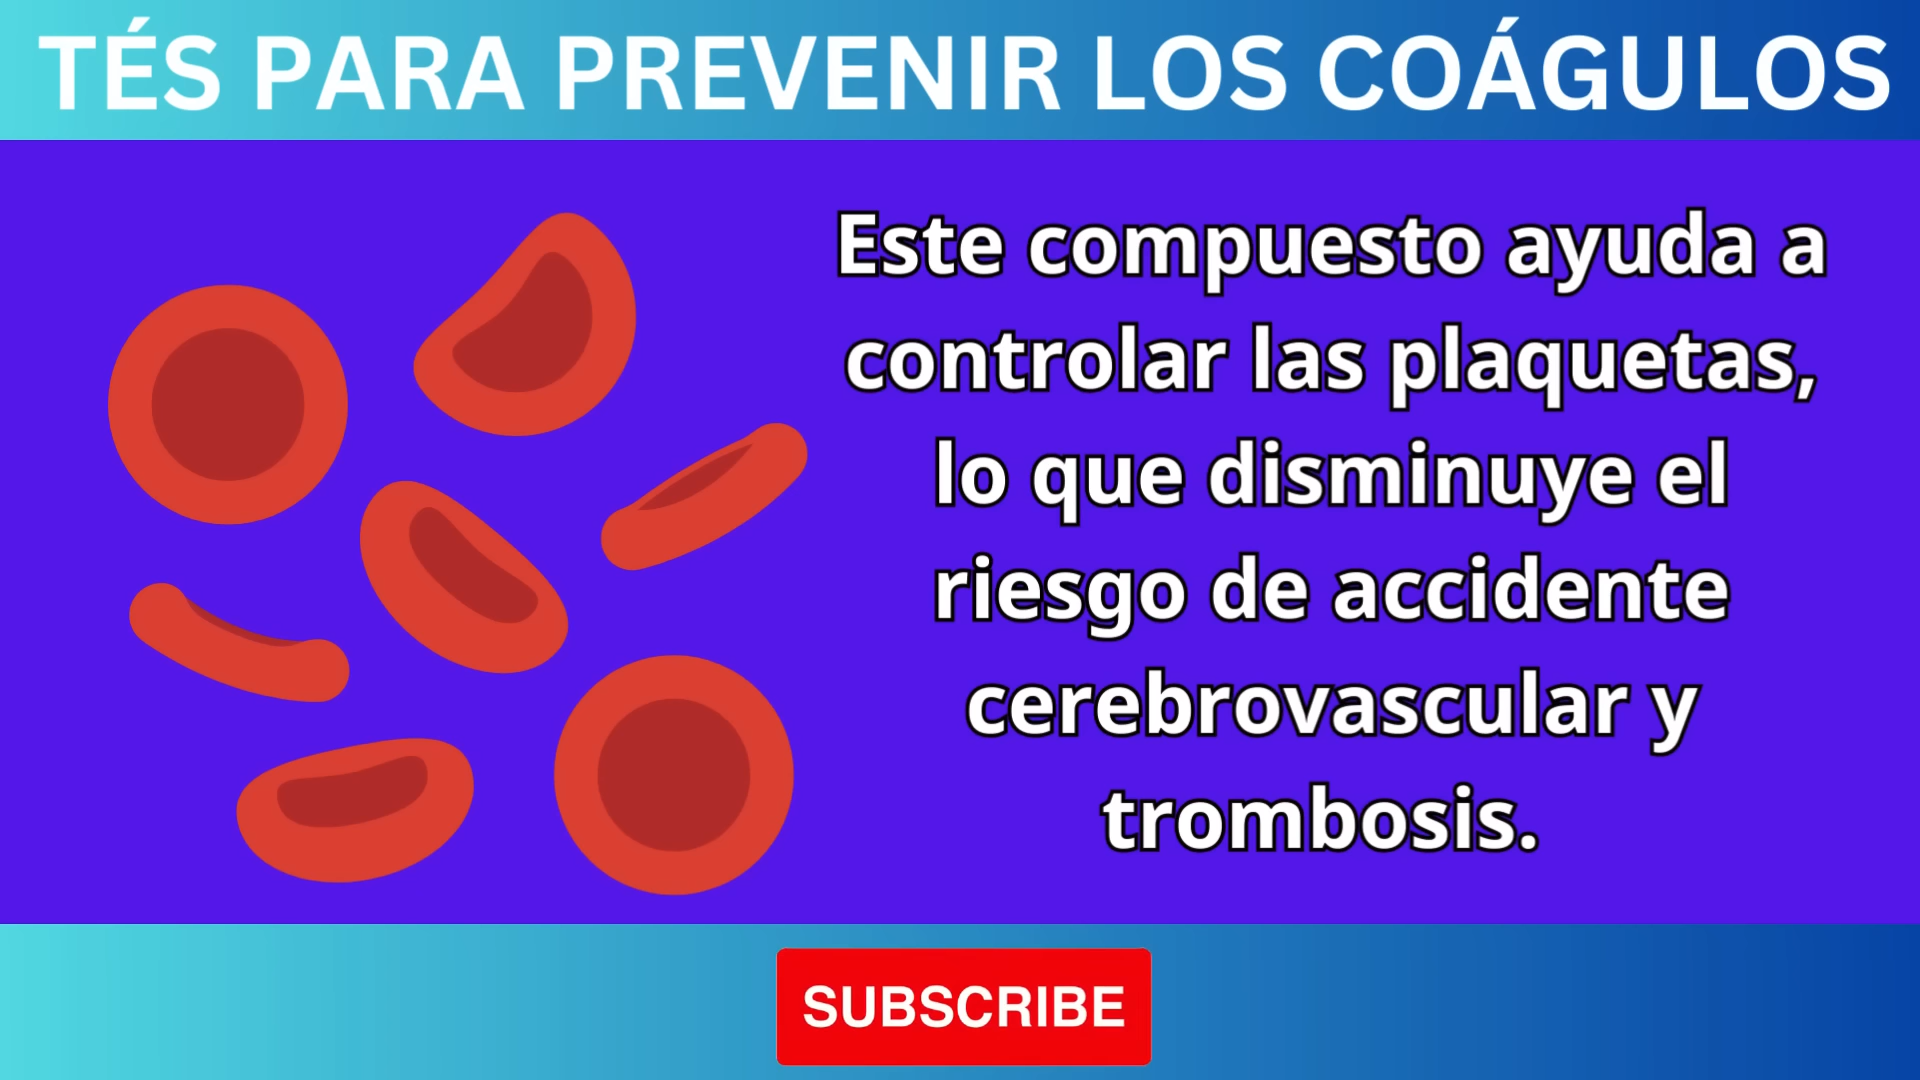 TÉS PARA PREVENIR LOS COÁGULOS
Este compuesto ayuda a
controlar las plaquetas,
lo que disminuye el
riesgo de accidente
cerebrovascular y
trombosis.
SUBSCRIBE